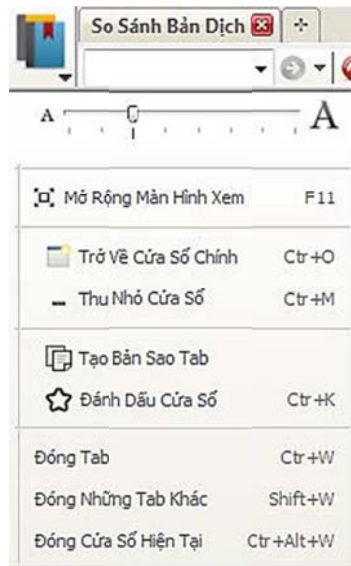 So Sánh Bản Dịch
A A
Mở Rộng Màn Hình Xem F11
Trở Về Cửa Sổ Chính Ctr+O
Thu Nhỏ Cửa Sổ Ctr+M
Tạo Bản Sao Tab
Đánh Dấu Cửa Sổ Ctr+K
Đóng Tab Ctr+W
Đóng Những Tab Khác Shift+W
Đóng Cửa Sổ Hiện Tại Ctr+Alt+W